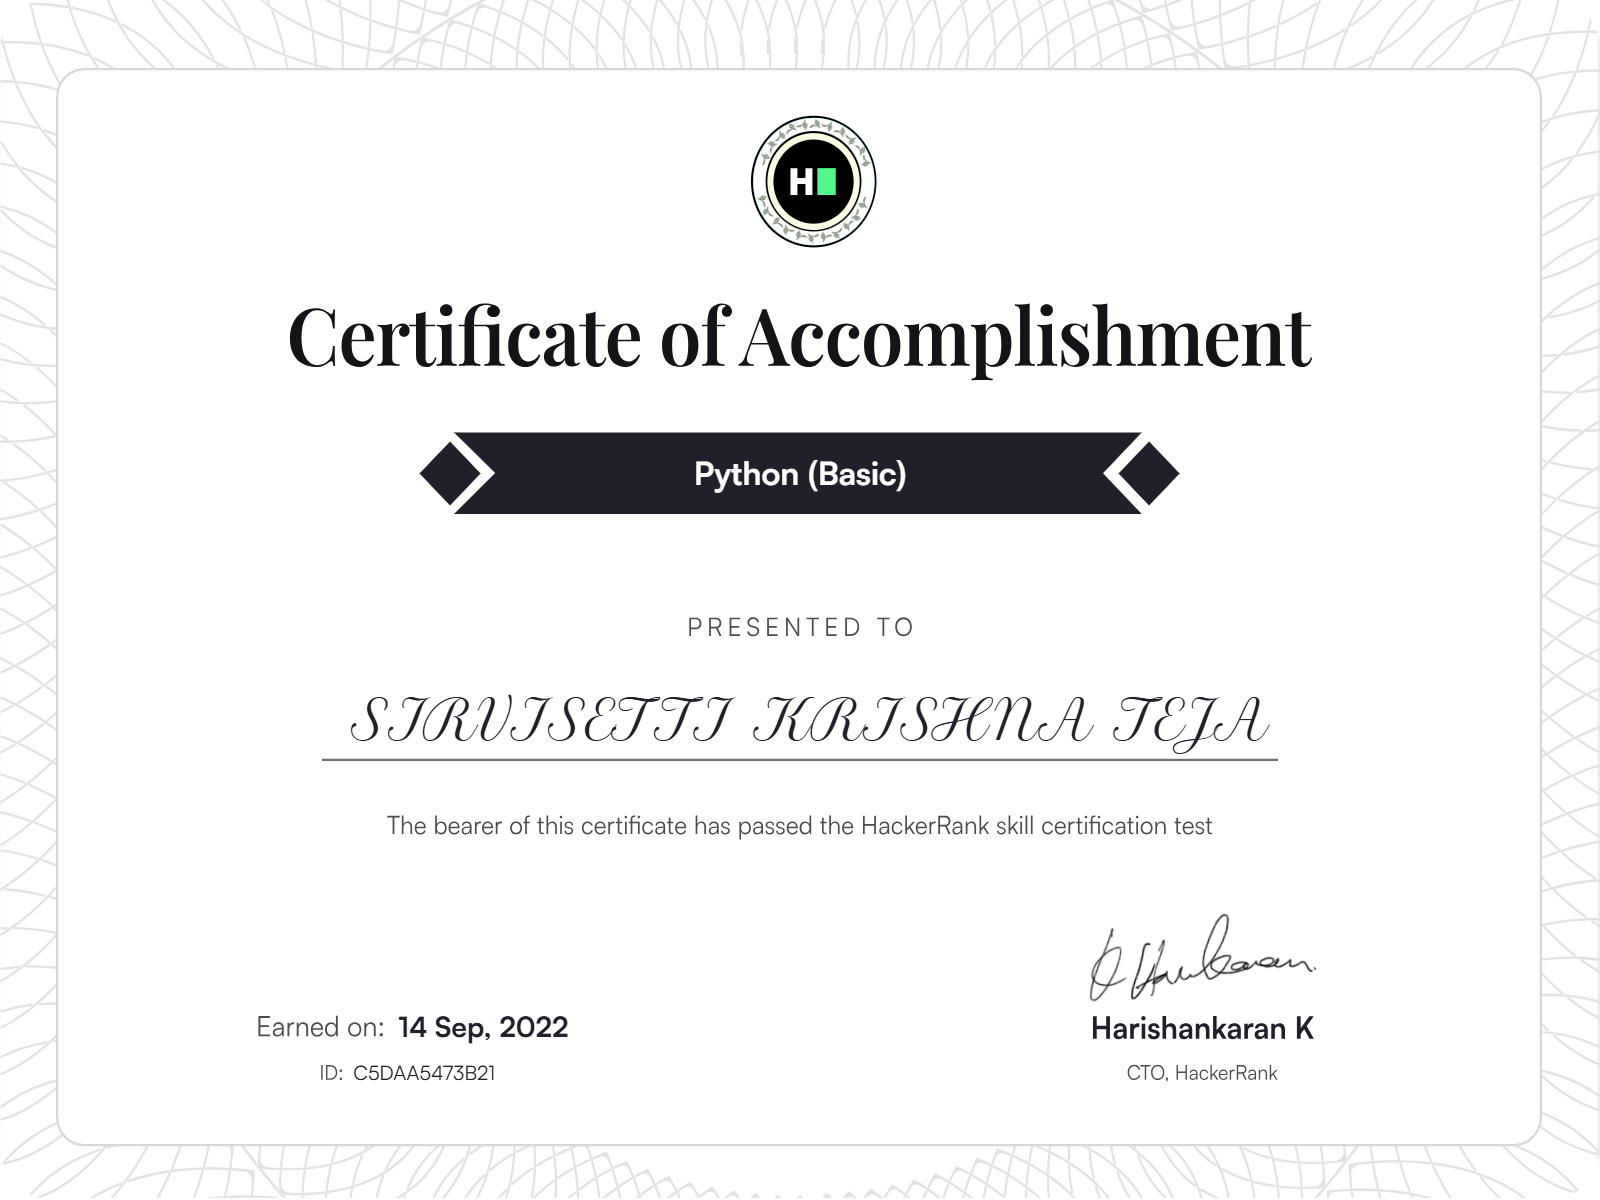 H
Certificate of Accomplishment
Python (Basic)
PRESENTED TO
SIRVISETTI KRISHNA TEJA
The bearer of this certificate has passed the HackerRank skill certification test
Earned on: 14 Sep, 2022
ID: C5DAA5473B21
Harishankaran K
CTO, HackerRank